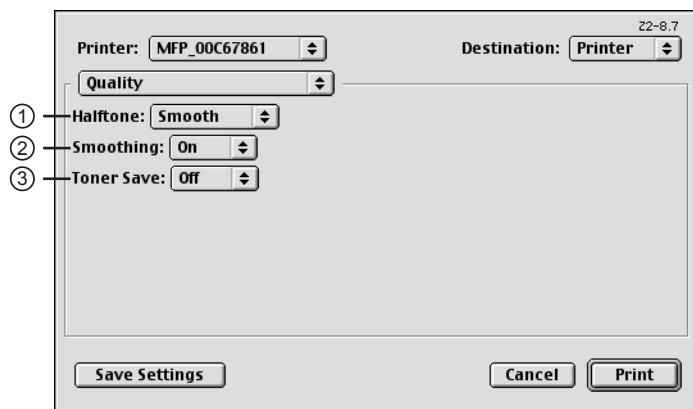 Z2-8.7
Printer: MFP_00C67861 Destination: Printer
Quality
1 Halftone: Smooth
2 Smoothing: On
3 Toner Save: Off
Save Settings Cancel Print